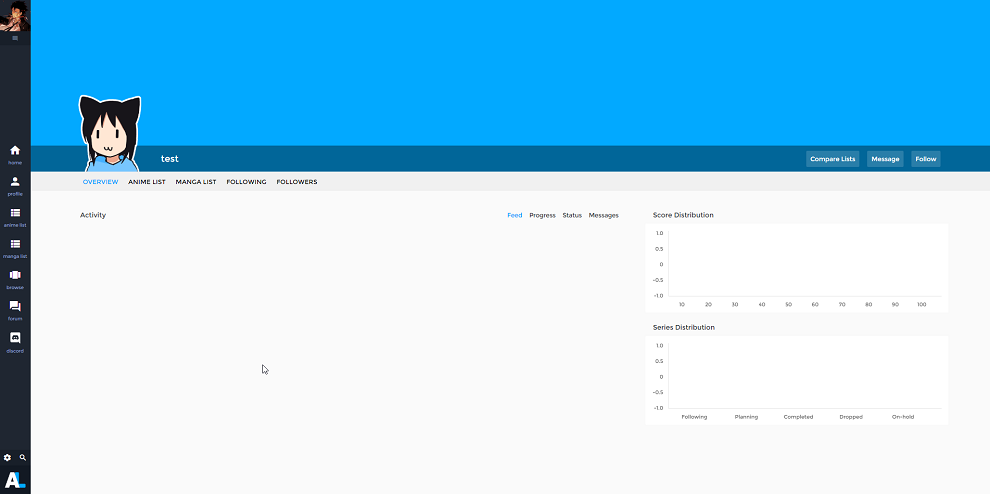 home
profile
anime list
manga list
browse
forum
discord
AL
test
Compare Lists Message Follow
OVERVIEW ANIME LIST MANGA LIST FOLLOWING FOLLOWERS
Activity
Feed Progress Status Messages
Score Distribution
1.0
0.5
0
-0.5
-1.0
10 20 30 40 50 60 70 80 90 100
Series Distribution
1.0
0.5
0
-0.5
-1.0
Following Planning Completed Dropped On-hold